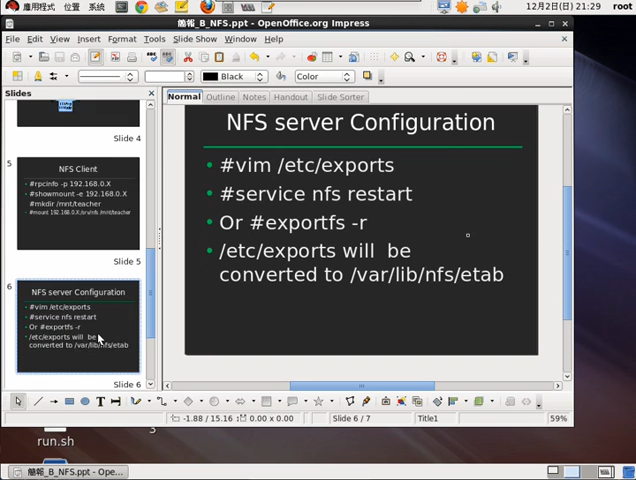 應用程式 位置 系統 12月2日(日) 21:29 root
簡報_B_NFS.ppt - OpenOffice.org Impress
File Edit View Insert Format Tools Slide Show Window Help
Black Color
Slides
Normal Outline Notes Handout Slide Sorter
Slide 4
5
NFS Client
#rpcinfo -p 192.168.0.X
#showmount -e 192.168.0.X
#mkdir /mnt/teacher
Slide 5
6
NFS server Configuration
#vim /etc/exports
#service nfs restart
Or #exportfs -r
/etc/exports will be
converted to /var/lib/nfs/etab
Slide 6
NFS server Configuration
#vim /etc/exports
#service nfs restart
Or #exportfs -r
/etc/exports will be
converted to /var/lib/nfs/etab
-1.88 / 15.16 0.00 x 0.00 Slide 6 / 7 Title1 59%
run.sh
3
簡報_B_NFS.ppt - Ope...